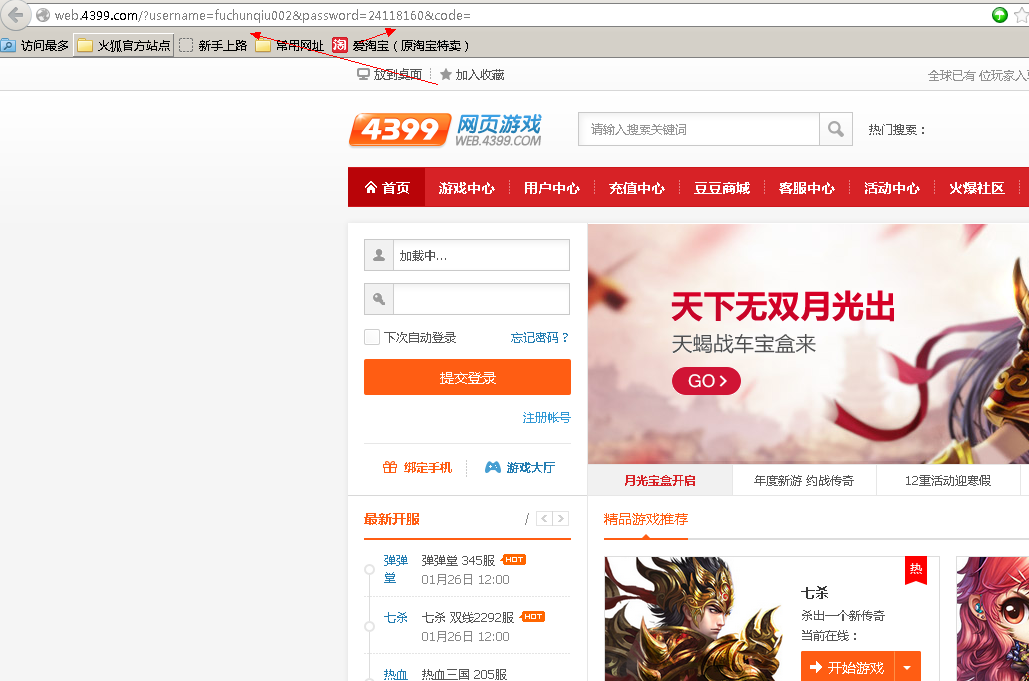 web.4399.com/?username=fuchunqiu002&password=24118160&code=
访问最多 火狐官方站点 新手上路 常用网址 淘 爱淘宝（原淘宝特卖）
放到桌面 加入收藏 全球已有 位玩家入
4399 网页游戏
WEB.4399.COM
请输入搜索关键词 热门搜索：
首页 游戏中心 用户中心 充值中心 豆豆商城 客服中心 活动中心 火爆社区
加载中...
下次自动登录 忘记密码？
提交登录
注册帐号
绑定手机 游戏大厅
天下无双月光出
天蝎战车宝盒来
GO
月光宝盒开启 年度新游 约战传奇 12重活动迎寒假
最新开服 /
弹弹堂 弹弹堂 345服 HOT
01月26日 12:00
七杀 七杀 双线2292服 HOT
01月26日 12:00
热血 热血三国 205服
精品游戏推荐
热
七杀
杀出一个新传奇
当前在线：
开始游戏